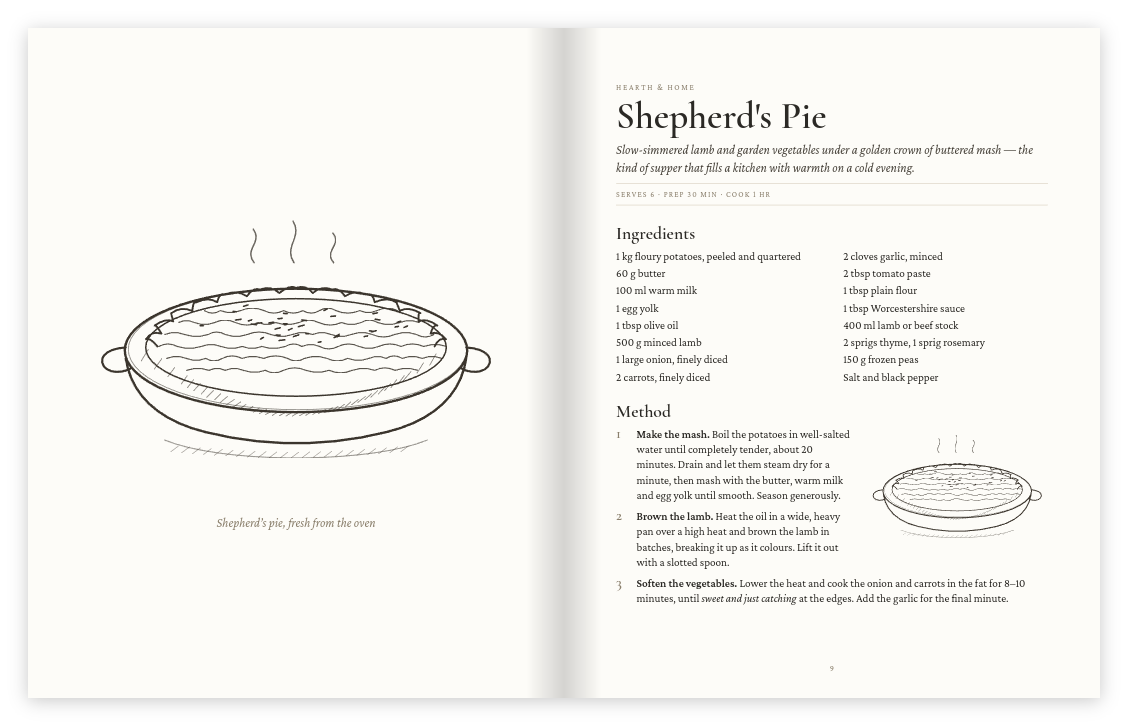 Shepherd's pie, fresh from the oven
HEARTH & HOME
Shepherd's Pie
Slow-simmered lamb and garden vegetables under a golden crown of buttered mash — the
kind of supper that fills a kitchen with warmth on a cold evening.
SERVES 6 · PREP 30 MIN · COOK 1 HR
Ingredients
1 kg floury potatoes, peeled and quartered
60 g butter
100 ml warm milk
1 egg yolk
1 tbsp olive oil
500 g minced lamb
1 large onion, finely diced
2 carrots, finely diced
2 cloves garlic, minced
2 tbsp tomato paste
1 tbsp plain flour
1 tbsp Worcestershire sauce
400 ml lamb or beef stock
2 sprigs thyme, 1 sprig rosemary
150 g frozen peas
Salt and black pepper
Method
1 Make the mash. Boil the potatoes in well-salted
water until completely tender, about 20
minutes. Drain and let them steam dry for a
minute, then mash with the butter, warm milk
and egg yolk until smooth. Season generously.
2 Brown the lamb. Heat the oil in a wide, heavy
pan over a high heat and brown the lamb in
batches, breaking it up as it colours. Lift it out
with a slotted spoon.
3 Soften the vegetables. Lower the heat and cook the onion and carrots in the fat for 8–10
minutes, until sweet and just catching at the edges. Add the garlic for the final minute.
9